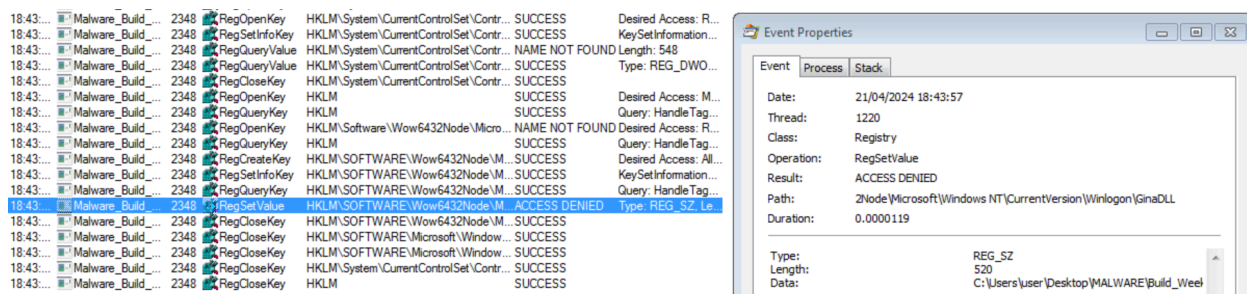 18:43:... Malware_Build_... 2348 RegOpenKey HKLM\System\CurrentControlSet\Contr... SUCCESS Desired Access: R...
18:43:... Malware_Build_... 2348 RegSetInfoKey HKLM\System\CurrentControlSet\Contr... SUCCESS KeySetInformation...
18:43:... Malware_Build_... 2348 RegQueryValue HKLM\System\CurrentControlSet\Contr... NAME NOT FOUND Length: 548
18:43:... Malware_Build_... 2348 RegQueryValue HKLM\System\CurrentControlSet\Contr... SUCCESS Type: REG_DWO...
18:43:... Malware_Build_... 2348 RegCloseKey HKLM\System\CurrentControlSet\Contr... SUCCESS
18:43:... Malware_Build_... 2348 RegOpenKey HKLM SUCCESS Desired Access: M...
18:43:... Malware_Build_... 2348 RegQueryKey HKLM SUCCESS Query: HandleTag...
18:43:... Malware_Build_... 2348 RegOpenKey HKLM\Software\Wow6432Node\Micro... NAME NOT FOUND Desired Access: R...
18:43:... Malware_Build_... 2348 RegQueryKey HKLM SUCCESS Query: HandleTag...
18:43:... Malware_Build_... 2348 RegCreateKey HKLM\SOFTWARE\Wow6432Node\M... SUCCESS Desired Access: All...
18:43:... Malware_Build_... 2348 RegSetInfoKey HKLM\SOFTWARE\Wow6432Node\M... SUCCESS KeySetInformation...
18:43:... Malware_Build_... 2348 RegQueryKey HKLM\SOFTWARE\Wow6432Node\M... SUCCESS Query: HandleTag...
18:43:... Malware_Build_... 2348 RegSetValue HKLM\SOFTWARE\Wow6432Node\M... ACCESS DENIED Type: REG_SZ, Le...
18:43:... Malware_Build_... 2348 RegCloseKey HKLM\SOFTWARE\Wow6432Node\M... SUCCESS
18:43:... Malware_Build_... 2348 RegCloseKey HKLM\SOFTWARE\Microsoft\Window... SUCCESS
18:43:... Malware_Build_... 2348 RegCloseKey HKLM\SOFTWARE\Microsoft\Window... SUCCESS
18:43:... Malware_Build_... 2348 RegCloseKey HKLM\System\CurrentControlSet\Contr... SUCCESS
18:43:... Malware_Build_... 2348 RegCloseKey HKLM SUCCESS
Event Properties
Event Process Stack
Date: 21/04/2024 18:43:57
Thread: 1220
Class: Registry
Operation: RegSetValue
Result: ACCESS DENIED
Path: 2Node\Microsoft\Windows NT\CurrentVersion\Winlogon\GinaDLL
Duration: 0.0000119
Type: REG_SZ
Length: 520
Data: C:\Users\user\Desktop\MALWARE\Build_Week